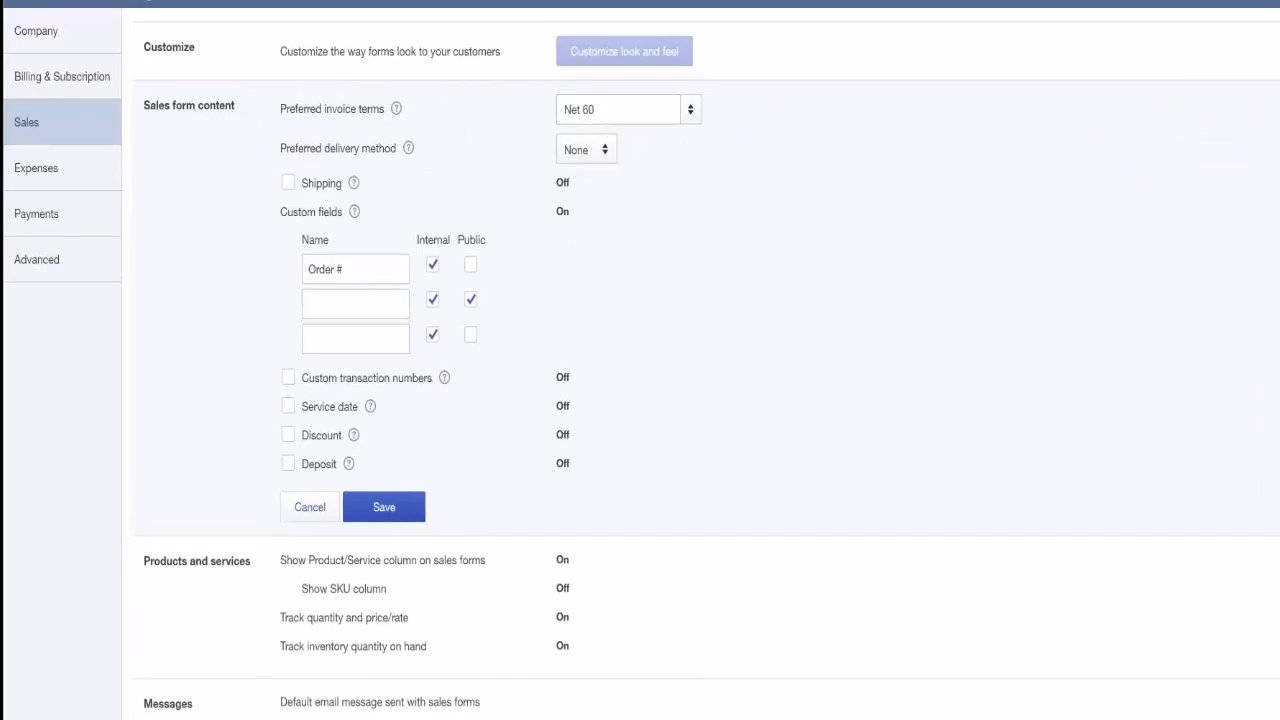 Company
Billing & Subscription
Sales
Expenses
Payments
Advanced
Customize
Customize the way forms look to your customers
Customize look and feel
Sales form content
Preferred invoice terms ?
Net 60
Preferred delivery method ?
None
Shipping ? Off
Custom fields ? On
Name Internal Public
Order #
Custom transaction numbers ? Off
Service date ? Off
Discount ? Off
Deposit ? Off
Cancel Save
Products and services
Show Product/Service column on sales forms On
Show SKU column Off
Track quantity and price/rate On
Track inventory quantity on hand On
Messages
Default email message sent with sales forms